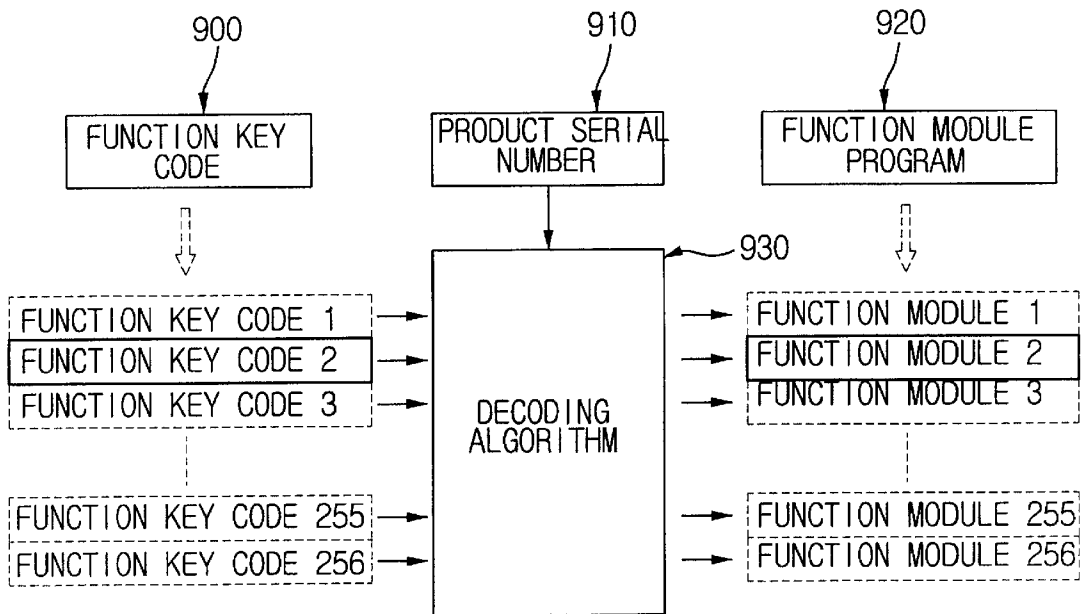 900
910
920
FUNCTION KEY
CODE
PRODUCT SERIAL
NUMBER
FUNCTION MODULE
PROGRAM
930
FUNCTION KEY CODE 1
FUNCTION KEY CODE 2
FUNCTION KEY CODE 3
FUNCTION KEY CODE 255
FUNCTION KEY CODE 256
DECODING
ALGORITHM
FUNCTION MODULE 1
FUNCTION MODULE 2
FUNCTION MODULE 3
FUNCTION MODULE 255
FUNCTION MODULE 256